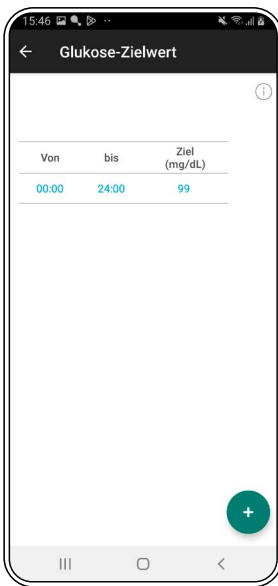 15:46
Glukose-Zielwert
Von bis Ziel (mg/dL)
00:00 24:00 99
+